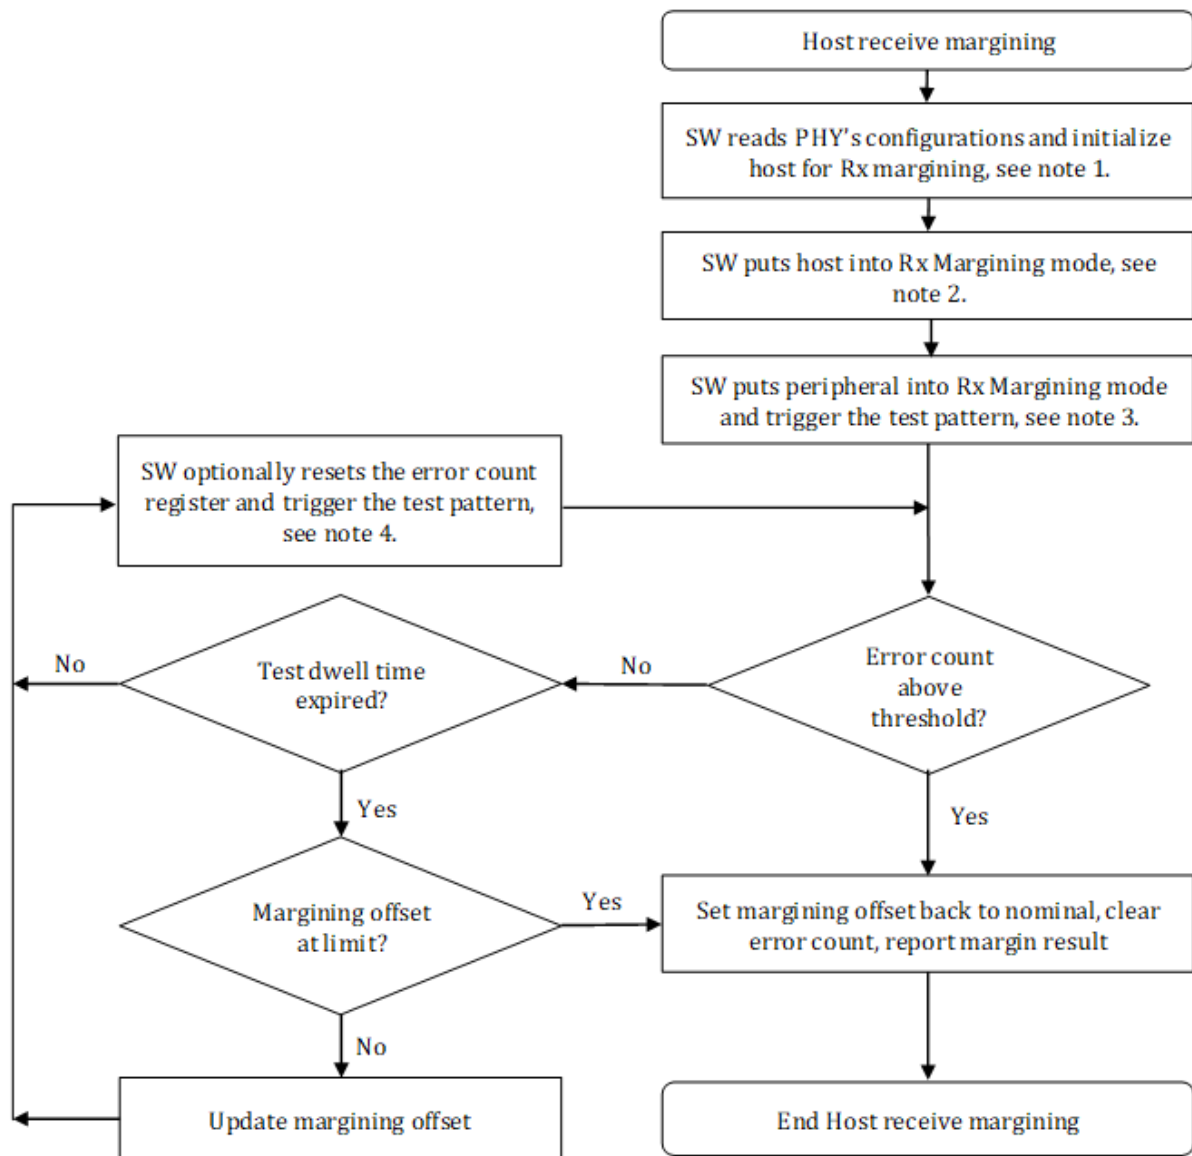 Host receive margining
SW reads PHY's configurations and initialize
host for Rx margining, see note 1.
SW puts host into Rx Margining mode, see
note 2.
SW puts peripheral into Rx Margining mode
and trigger the test pattern, see note 3.
SW optionally resets the error count
register and trigger the test pattern,
see note 4.
Error count
above
threshold?
No
Test dwell time
expired?
No
Yes
Yes
Margining offset
at limit?
Yes
Set margining offset back to nominal, clear
error count, report margin result
No
Update margining offset
End Host receive margining